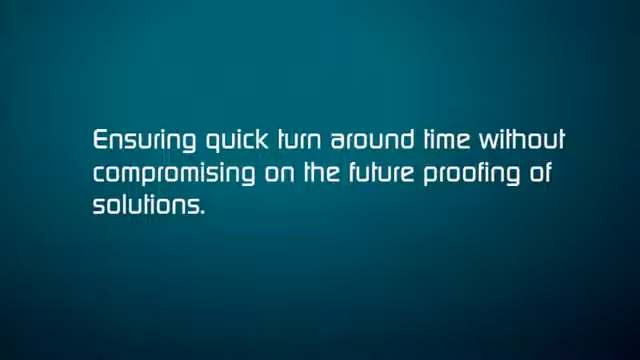 Ensuring quick turn around time without
compromising on the future proofing of
solutions.